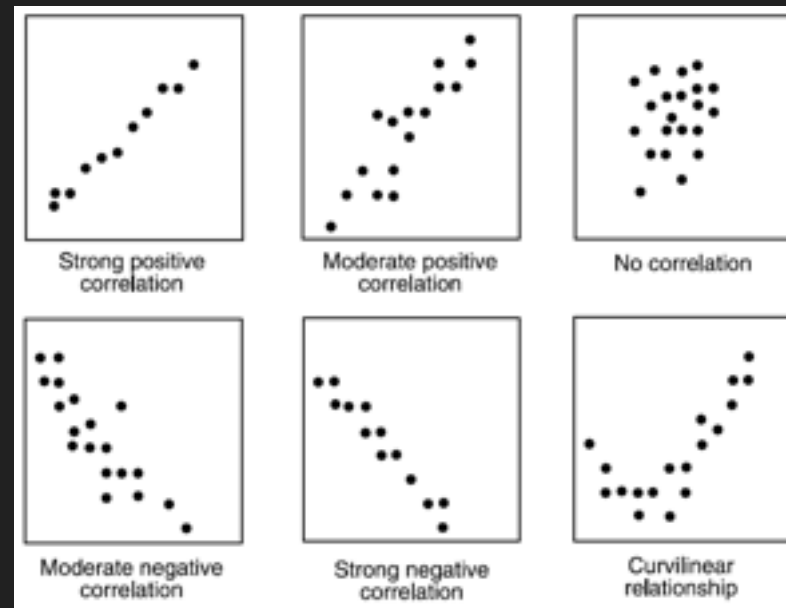 Strong positive
correlation
Moderate positive
correlation
No correlation
Moderate negative
correlation
Strong negative
correlation
Curvilinear
relationship